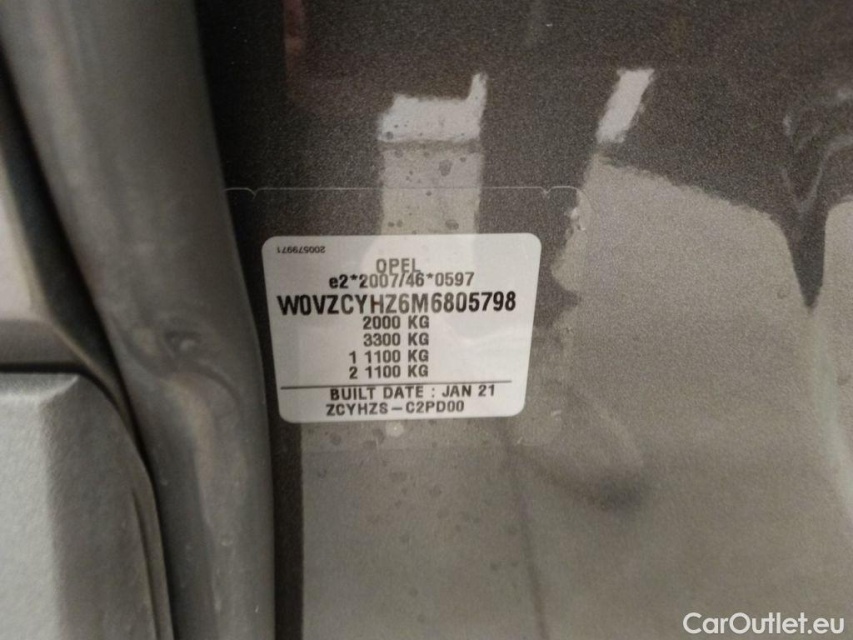 200579971
OPEL
e2*2007/46*0597
W0VZCYHZ6M6805798
2000 KG
3300 KG
1 1100 KG
2 1100 KG
BUILT DATE : JAN 21
ZCYHZS-C2PD00
CarOutlet.eu